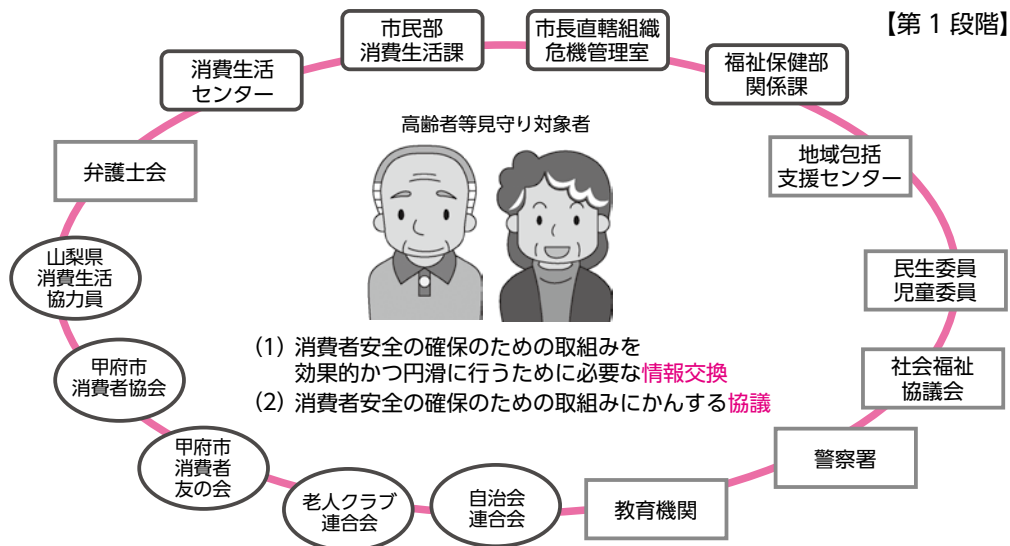 【第1段階】
市民部
消費生活課
市長直轄組織
危機管理室
福祉保健部
関係課
地域包括
支援センター
民生委員
児童委員
社会福祉
協議会
警察署
教育機関
自治会
連合会
老人クラブ
連合会
甲府市
消費者
友の会
甲府市
消費者協会
山梨県
消費生活
協力員
弁護士会
消費生活
センター
高齢者等見守り対象者
(1) 消費者安全の確保のための取組みを
効果的かつ円滑に行うために必要な情報交換
(2) 消費者安全の確保のための取組みにかんする協議